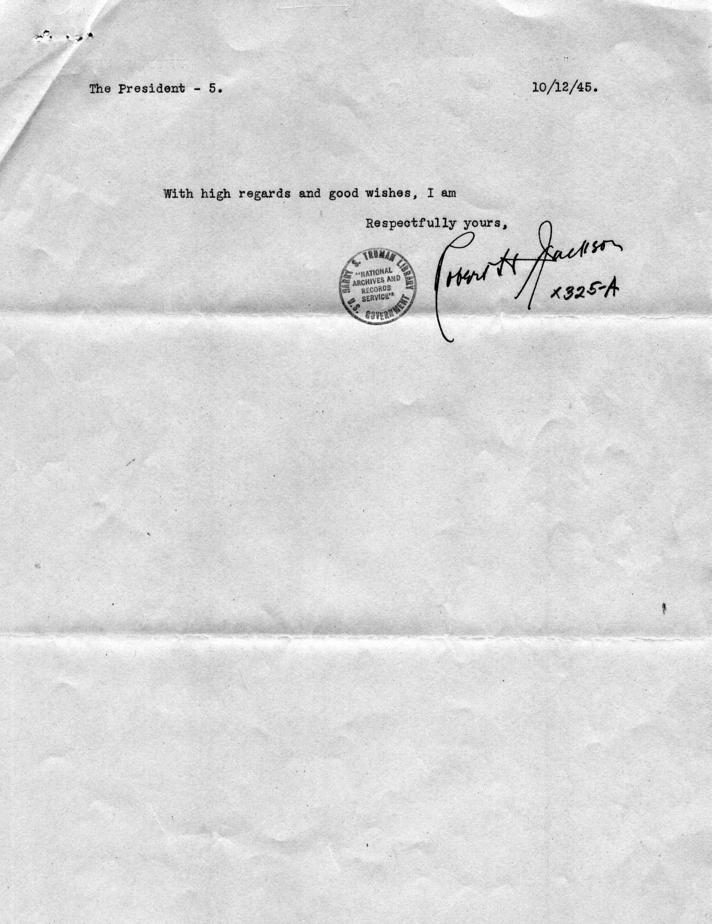 The President - 5.
10/12/45.
With high regards and good wishes, I am
Respectfully yours,
Robert H Jackson
x325-A
HARRY S. TRUMAN LIBRARY
"NATIONAL
ARCHIVES AND
RECORDS
SERVICE"
U.S. GOVERNMENT